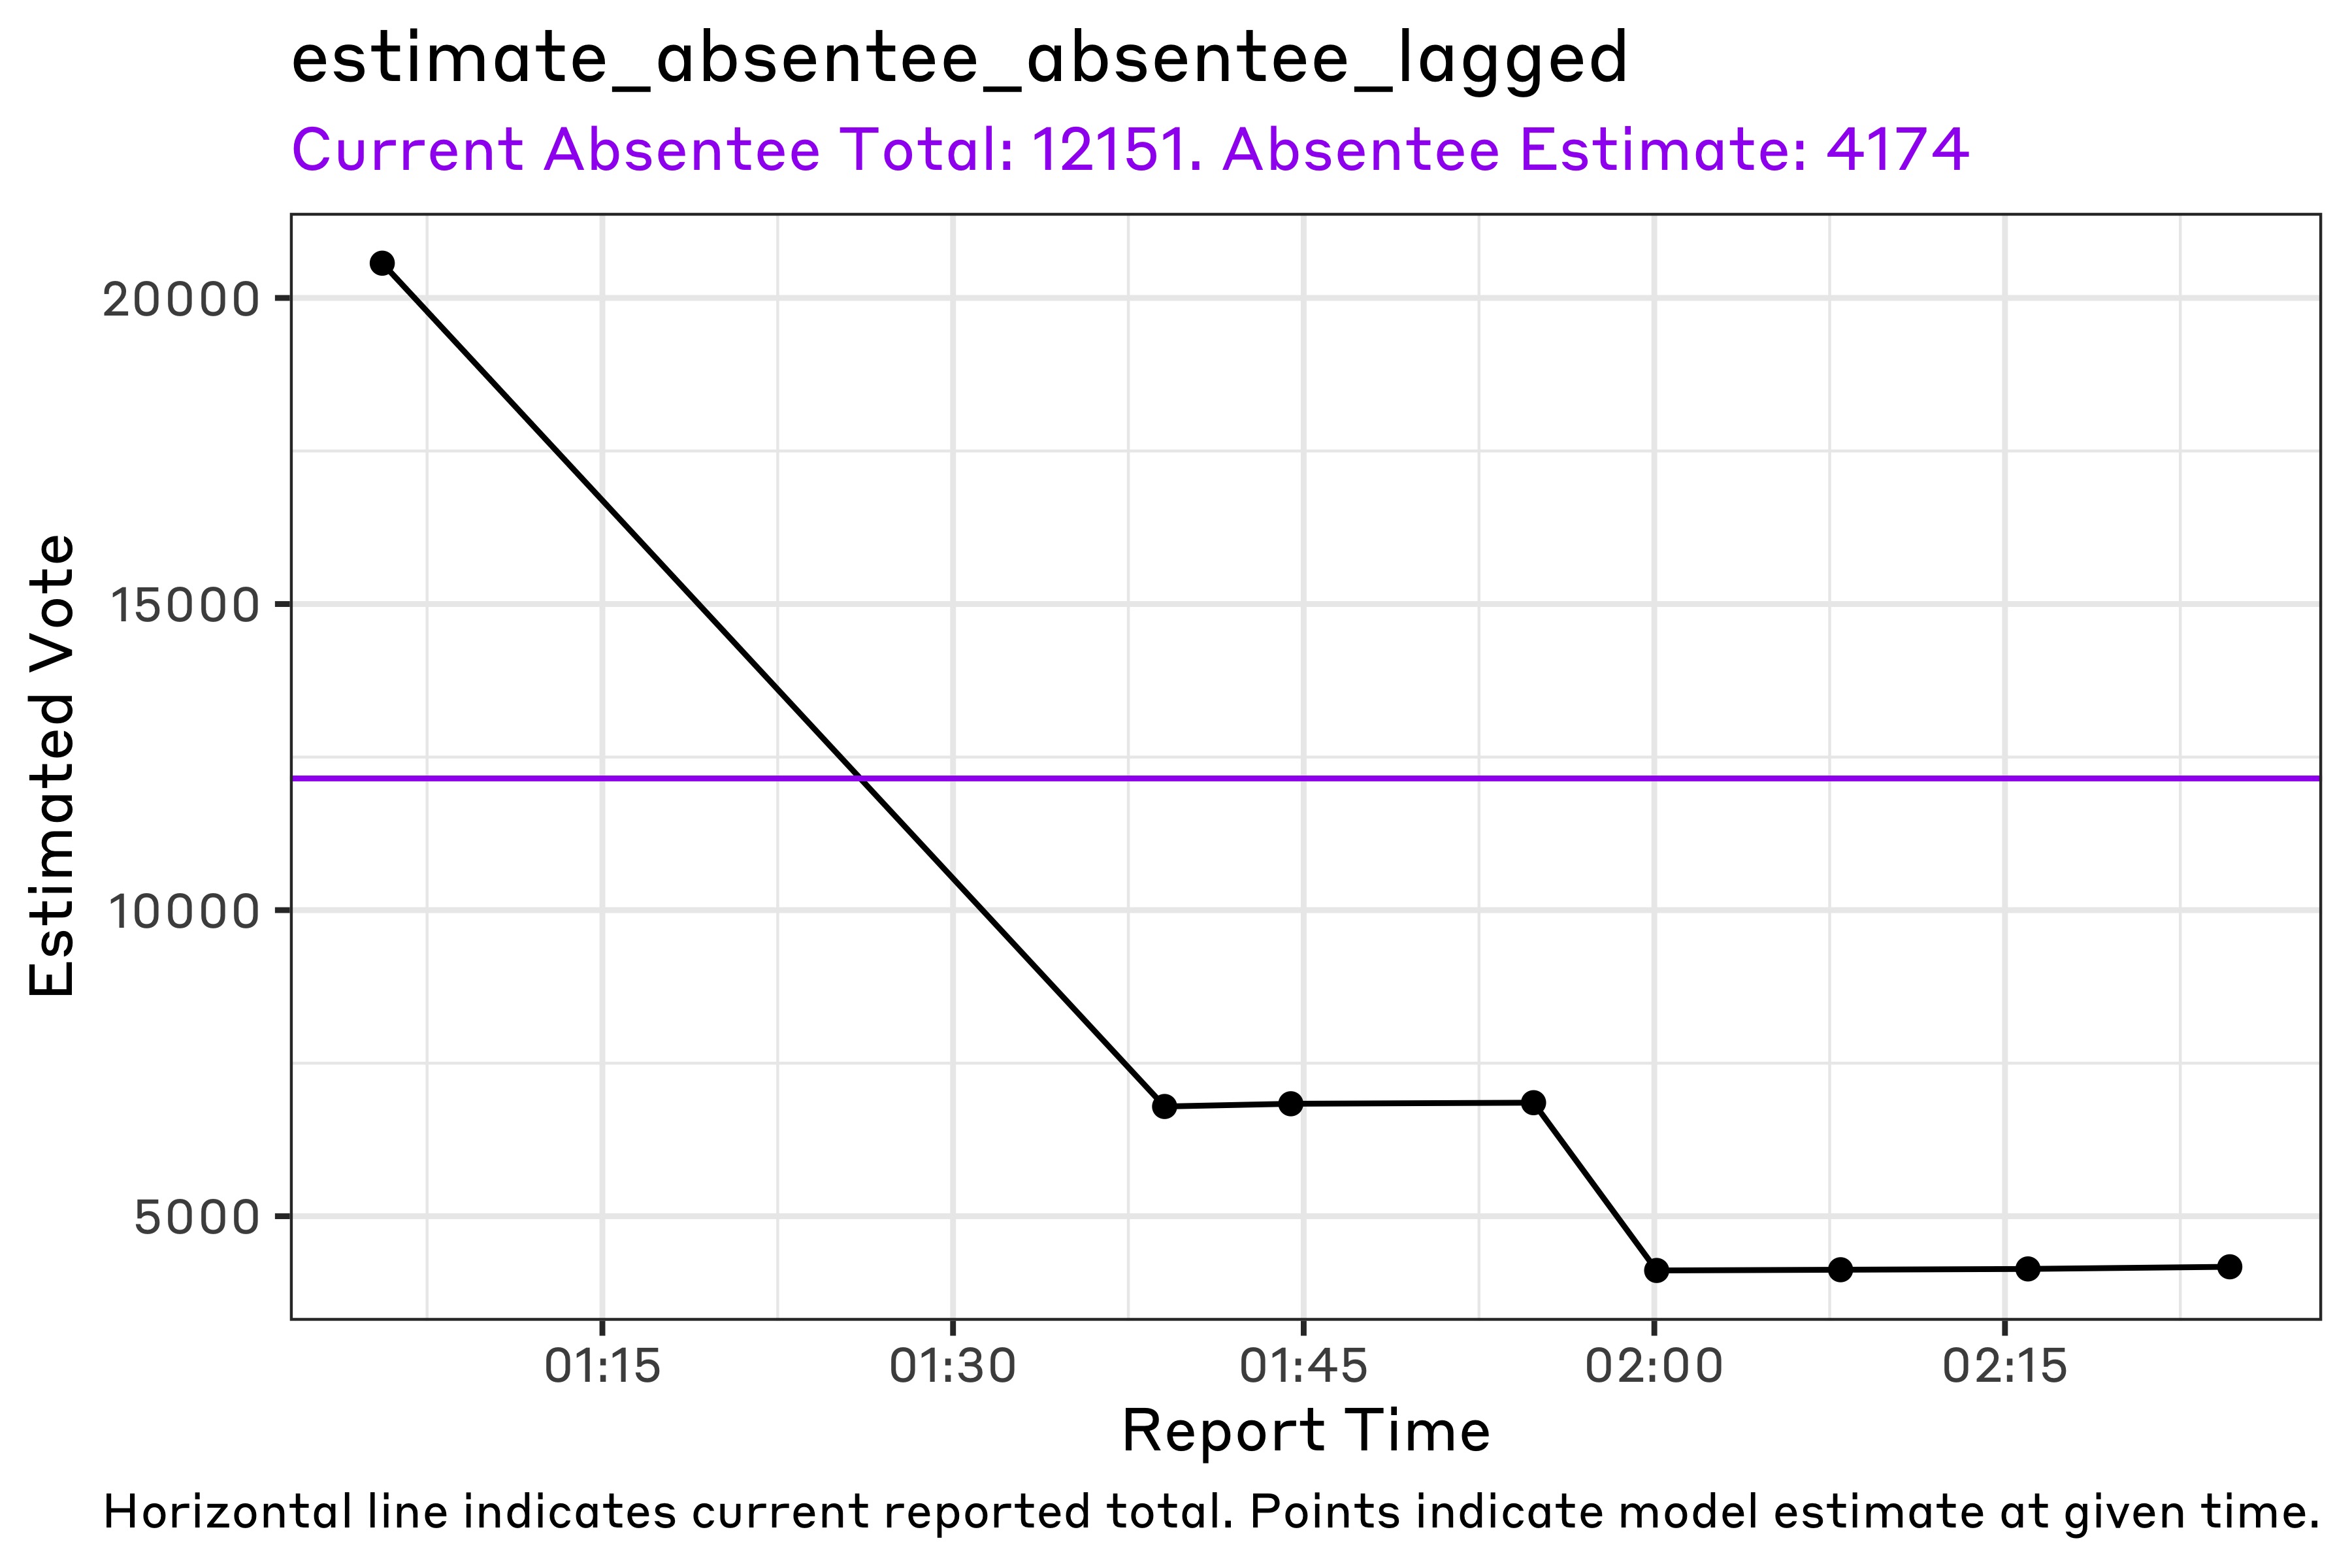 estimate_absentee_absentee_lagged
Current Absentee Total: 12151. Absentee Estimate: 4174
Estimated Vote
20000
15000
10000
5000
01:15 01:30 01:45 02:00 02:15
Report Time
Horizontal line indicates current reported total. Points indicate model estimate at given time.